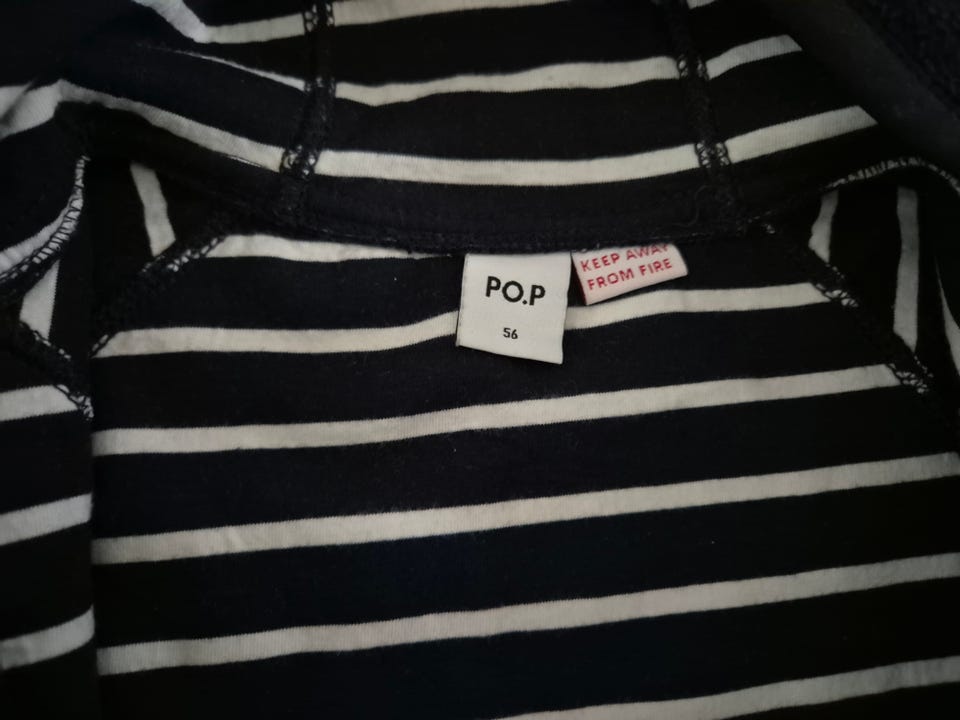 PO.P
56
KEEP AWAY
FROM FIRE